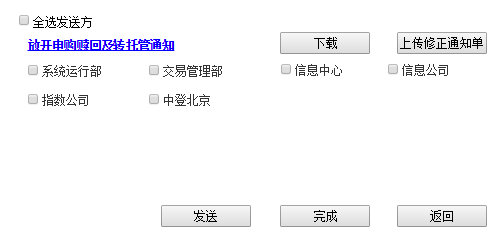 全选发送方
放开申购赎回及转托管通知 下载 上传修正通知单
系统运行部 交易管理部 信息中心 信息公司
指数公司 中登北京
发送 完成 返回